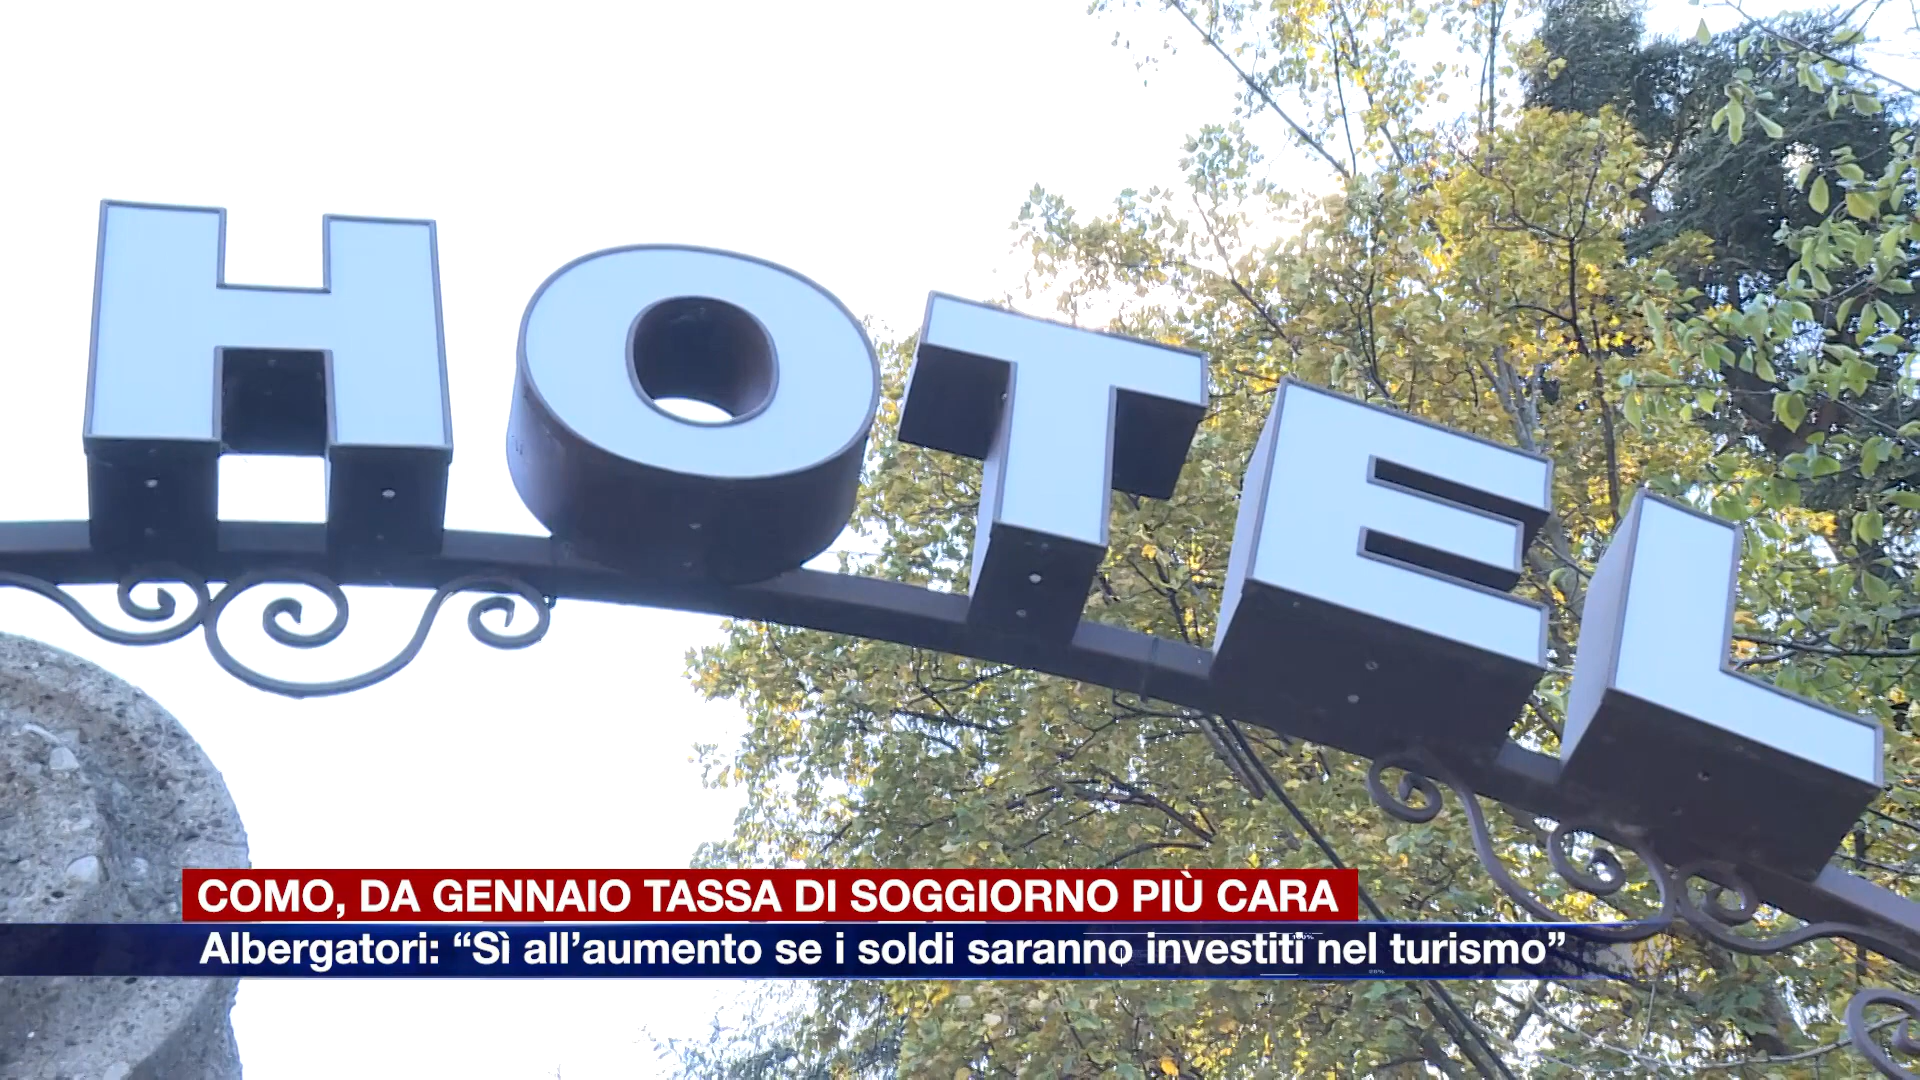 HOTEL
COMO, DA GENNAIO TASSA DI SOGGIORNO PIÙ CARA
Albergatori: “Sì all’aumento se i soldi saranno investiti nel turismo”